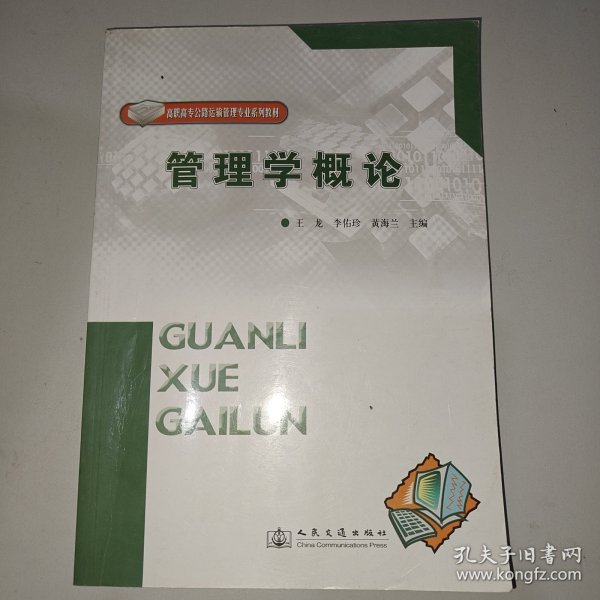 高职高专公路运输管理专业系列教材
管理学概论
王龙 李佑珍 黄海兰 主编
GUANLI
XUE
GAILUN
人民交通出版社
China Communications Press
孔夫子旧书网
www.kongfz.com